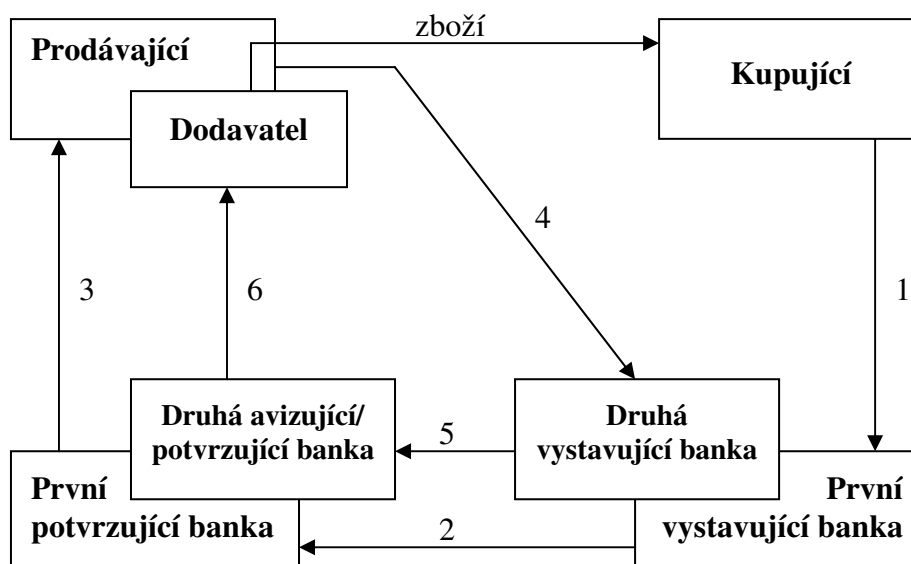 zboží
Prodávající
Kupující
Dodavatel
4
3
6
1
Druhá avizující/
potvrzující banka
5
Druhá
vystavující banka
První
potvrzující banka
2
První
vystavující banka